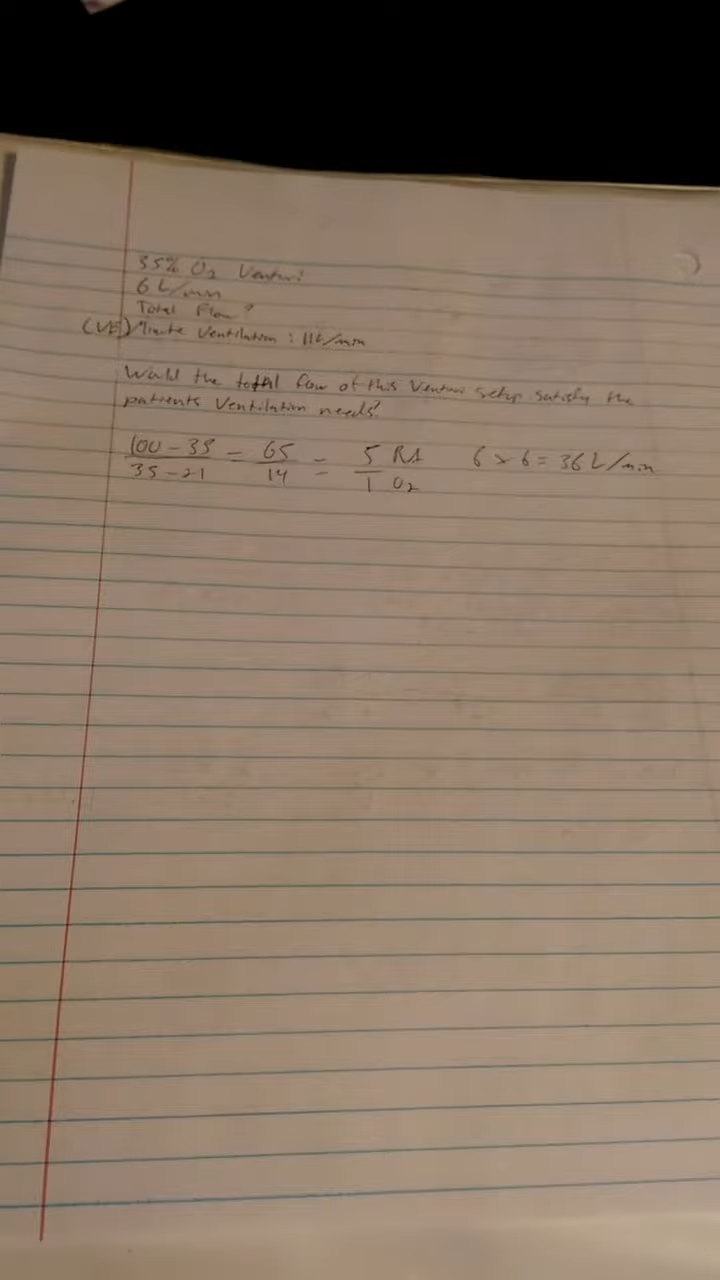 35% O2 Venturi
6 L/min
Total Flow?
(VE) Minute Ventilation: 11L/min
Would the total flow of this Venturi setup satisfy the
patients Ventilation needs?
100-35/35-21 = 65/14 = 5 RA/1 O2 6 x 6 = 36 L/min